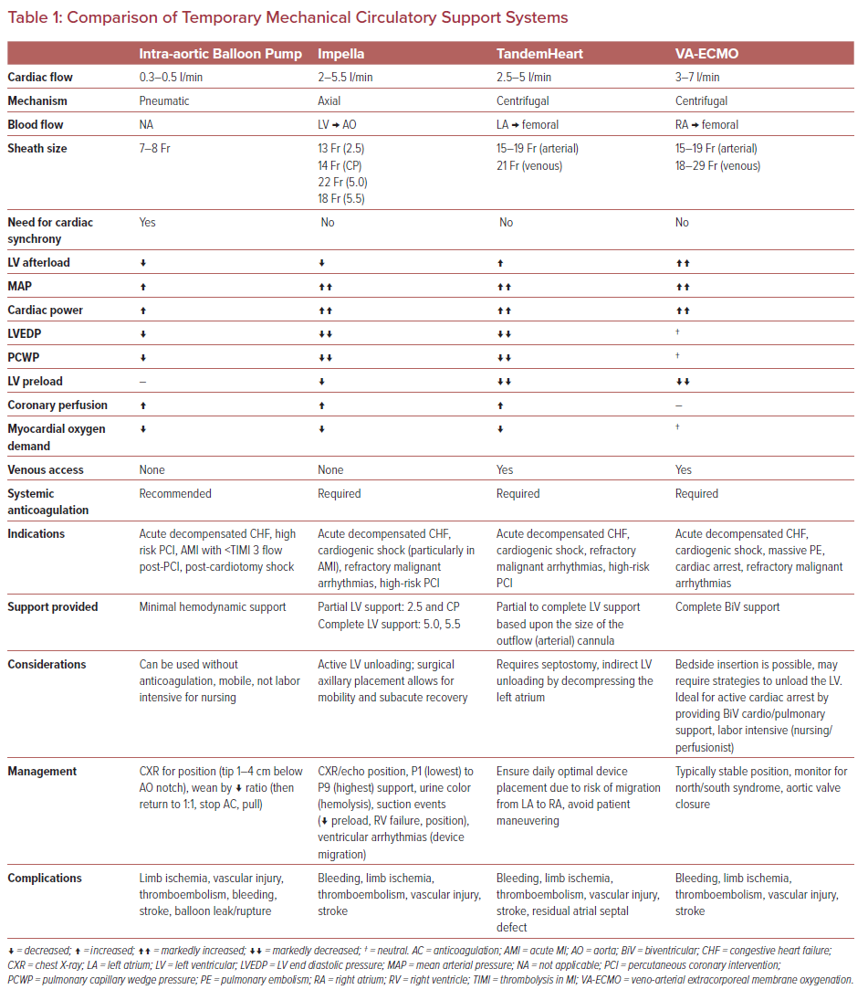 Table 1: Comparison of Temporary Mechanical Circulatory Support Systems
Intra-aortic Balloon Pump Impella TandemHeart VA-ECMO
Cardiac flow 0.3–0.5 l/min 2–5.5 l/min 2.5–5 l/min 3–7 l/min
Mechanism Pneumatic Axial Centrifugal Centrifugal
Blood flow NA LV → AO LA → femoral RA → femoral
Sheath size 7–8 Fr 13 Fr (2.5) 15–19 Fr (arterial) 15–19 Fr (arterial)
14 Fr (CP) 21 Fr (venous) 18–29 Fr (venous)
22 Fr (5.0)
18 Fr (5.5)
Need for cardiac Yes No No No
synchrony
LV afterload ↓ ↓ ↑ ↑↑
MAP ↑ ↑↑ ↑↑ ↑↑
Cardiac power ↑ ↑↑ ↑↑ ↑↑
LVEDP ↓ ↓↓ ↓↓ †
PCWP ↓ ↓↓ ↓↓ †
LV preload – ↓ ↓↓ ↓↓
Coronary perfusion ↑ ↑ ↑ –
Myocardial oxygen ↓ ↓ ↓ †
demand
Venous access None None Yes Yes
Systemic Recommended Required Required Required
anticoagulation
Indications Acute decompensated CHF, high Acute decompensated CHF, Acute decompensated CHF, Acute decompensated CHF,
risk PCI, AMI with <TIMI 3 flow cardiogenic shock (particularly in cardiogenic shock, refractory cardiogenic shock, massive PE,
post-PCI, post-cardiotomy shock AMI), refractory malignant malignant arrhythmias, high-risk cardiac arrest, refractory malignant
arrhythmias, high-risk PCI PCI arrhythmias
Support provided Minimal hemodynamic support Partial LV support: 2.5 and CP Partial to complete LV support Complete BiV support
Complete LV support: 5.0, 5.5 based upon the size of the
outflow (arterial) cannula
Considerations Can be used without Active LV unloading; surgical Requires septostomy, indirect LV Bedside insertion is possible, may
anticoagulation, mobile, not labor axillary placement allows for unloading by decompressing the require strategies to unload the LV.
intensive for nursing mobility and subacute recovery left atrium Ideal for active cardiac arrest by
providing BiV cardio/pulmonary
support, labor intensive (nursing/
perfusionist)
Management CXR for position (tip 1–4 cm below CXR/echo position, P1 (lowest) to Ensure daily optimal device Typically stable position, monitor for
AO notch), wean by ↓ ratio (then P9 (highest) support, urine color placement due to risk of migration north/south syndrome, aortic valve
return to 1:1, stop AC, pull) (hemolysis), suction events from LA to RA, avoid patient closure
(↓ preload, RV failure, position), maneuvering
ventricular arrhythmias (device
migration)
Complications Limb ischemia, vascular injury, Bleeding, limb ischemia, Bleeding, limb ischemia, Bleeding, limb ischemia,
thromboembolism, bleeding, thromboembolism, vascular injury, thromboembolism, vascular injury, thromboembolism, vascular injury,
stroke, balloon leak/rupture stroke stroke, residual atrial septal stroke
defect
↓ = decreased; ↑ = increased; ↑↑ = markedly increased; ↓↓ = markedly decreased; † = neutral. AC = anticoagulation; AMI = acute MI; AO = aorta; BiV = biventricular; CHF = congestive heart failure;
CXR = chest X-ray; LA = left atrium; LV = left ventricular; LVEDP = LV end diastolic pressure; MAP = mean arterial pressure; NA = not applicable; PCI = percutaneous coronary intervention;
PCWP = pulmonary capillary wedge pressure; PE = pulmonary embolism; RA = right atrium; RV = right ventricle; TIMI = thrombolysis in MI; VA-ECMO = veno-arterial extracorporeal membrane oxygenation.